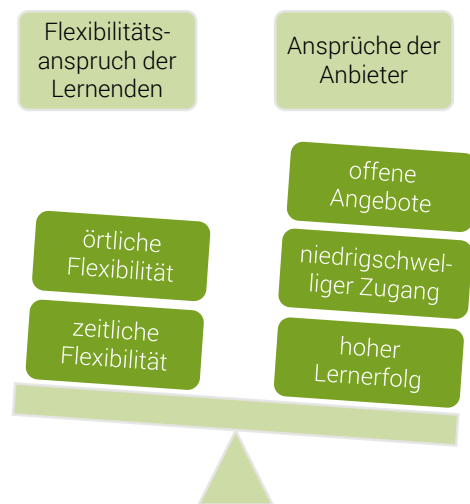 Flexibilitäts-
anspruch der
Lernenden
Ansprüche der
Anbieter
örtliche
Flexibilität
zeitliche
Flexibilität
offene
Angebote
niedrigschwel-
liger Zugang
hoher
Lernerfolg